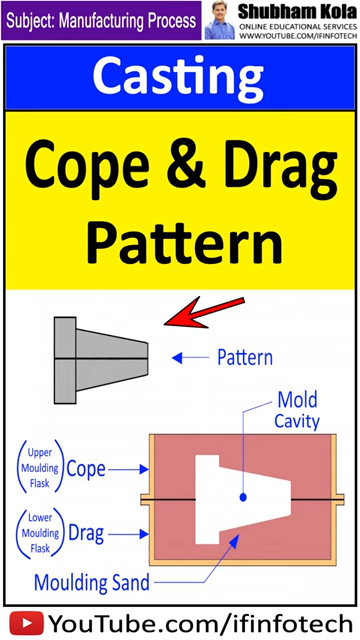 Subject: Manufacturing Process
Shubham Kola
ONLINE EDUCATIONAL SERVICES
WWW.YOUTUBE.COM/IFINFOTECH
Casting
Cope & Drag
Pattern
Pattern
Mold
Cavity
(Upper
Moulding
Flask)
Cope
(Lower
Moulding
Flask)
Drag
Moulding Sand
YouTube.com/ifinfotech